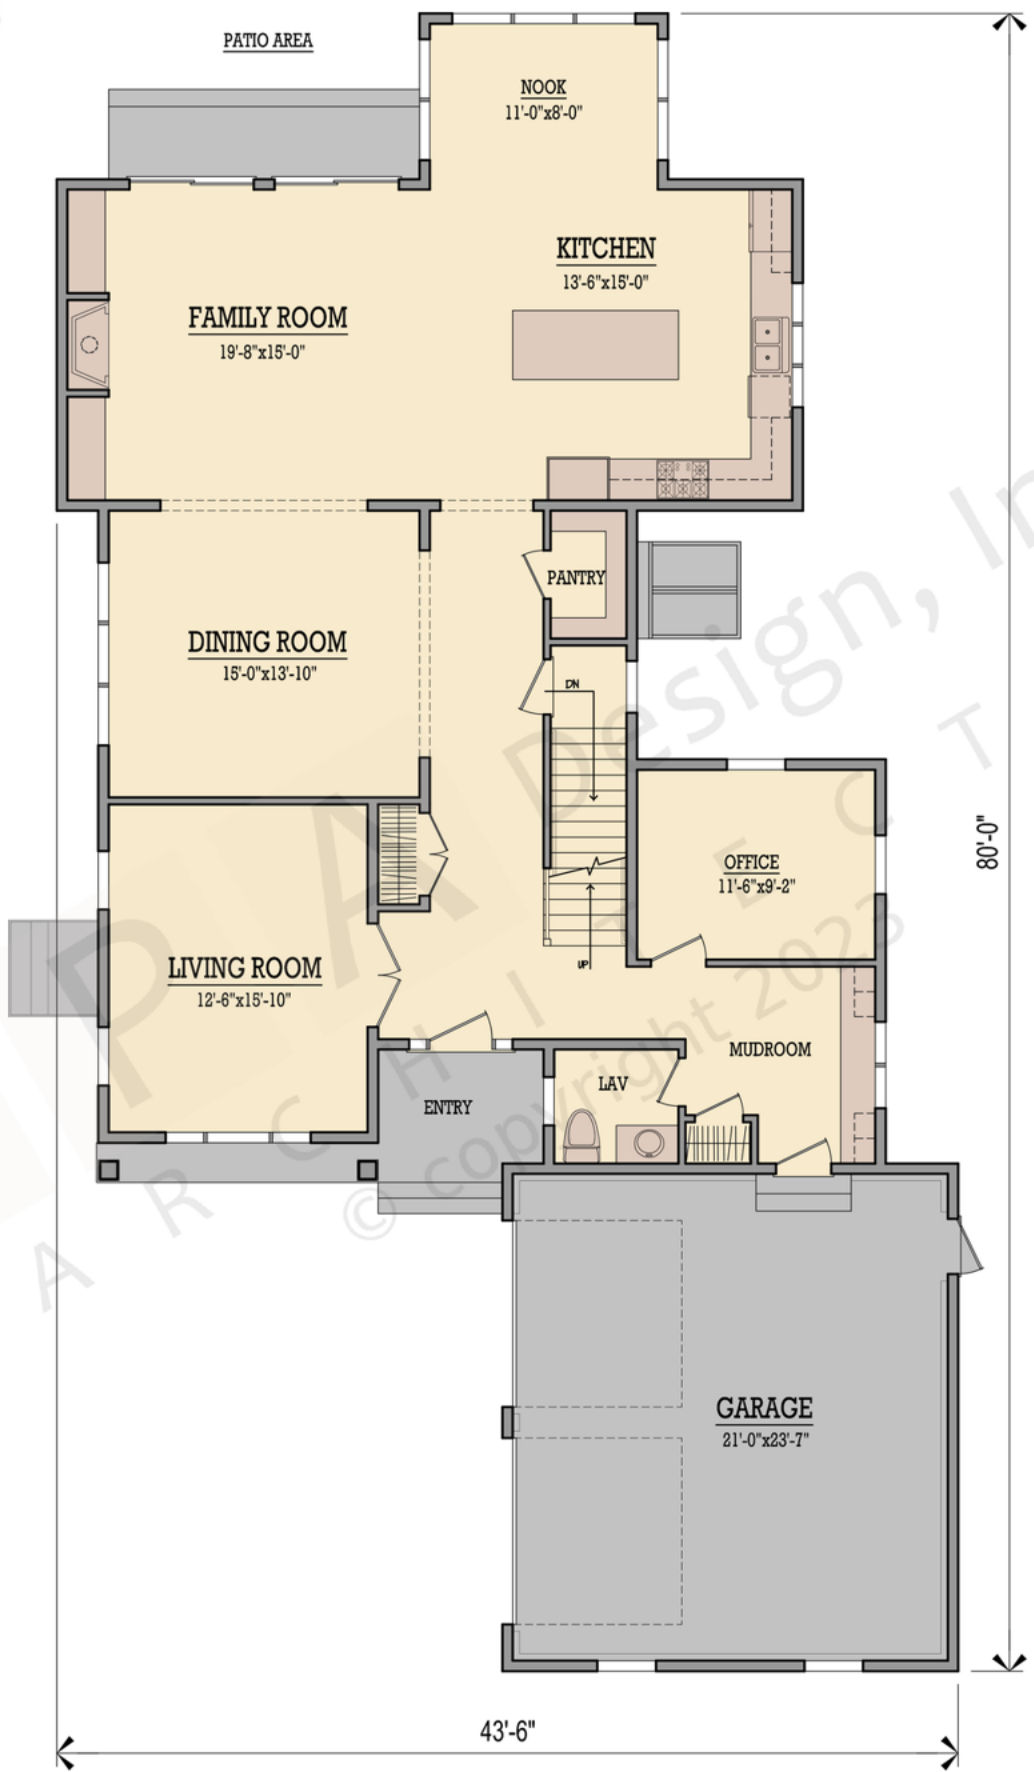 PATIO AREA
NOOK
11'-0"x8'-0"
KITCHEN
13'-6"x15'-0"
FAMILY ROOM
19'-8"x15'-0"
PANTRY
DINING ROOM
15'-0"x13'-10"
DN
OFFICE
11'-6"x9'-2"
80'-0"
UP
LIVING ROOM
12'-6"x15'-10"
MUDROOM
LAV
ENTRY
GARAGE
21'-0"x23'-7"
43'-6"
PA Design, In
ARCHITECT
© copyright 2023